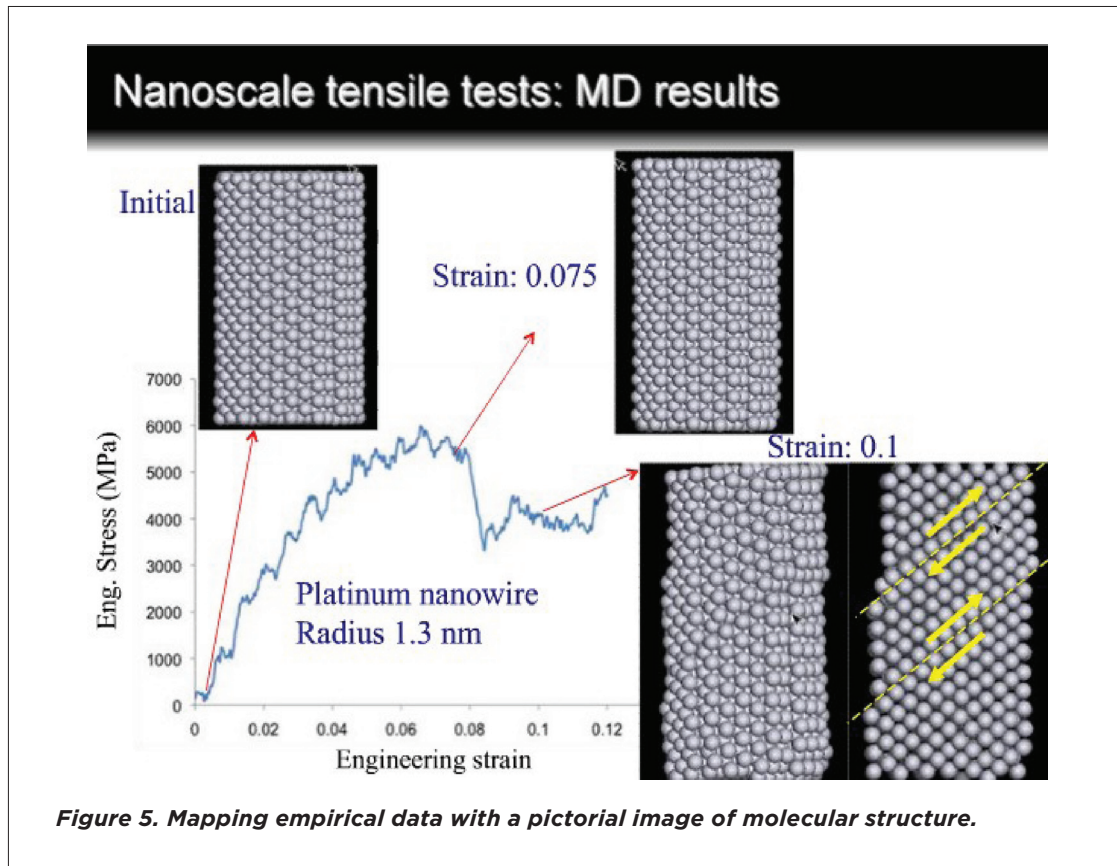 Nanoscale tensile tests: MD results
Initial
Strain: 0.075
Strain: 0.1
Eng. Stress (MPa)
7000
6000
5000
4000
3000
2000
1000
0
Platinum nanowire
Radius 1.3 nm
0 0.02 0.04 0.06 0.08 0.1 0.12
Engineering strain
Figure 5. Mapping empirical data with a pictorial image of molecular structure.